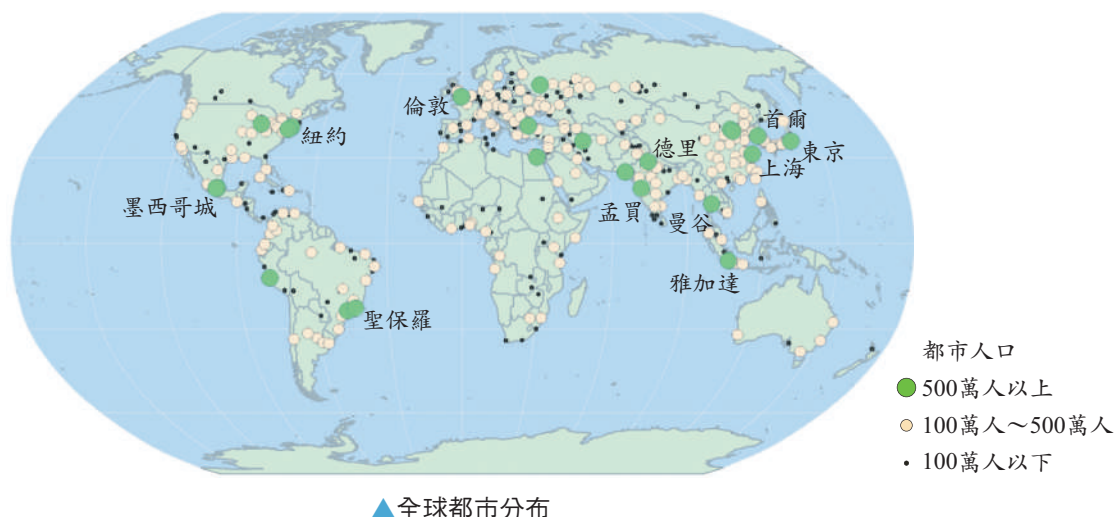 倫敦
紐約
墨西哥城
聖保羅
德里
孟買
曼谷
雅加達
首爾
東京
上海
都市人口
500萬人以上
100萬人～500萬人
100萬人以下
▲全球都市分布